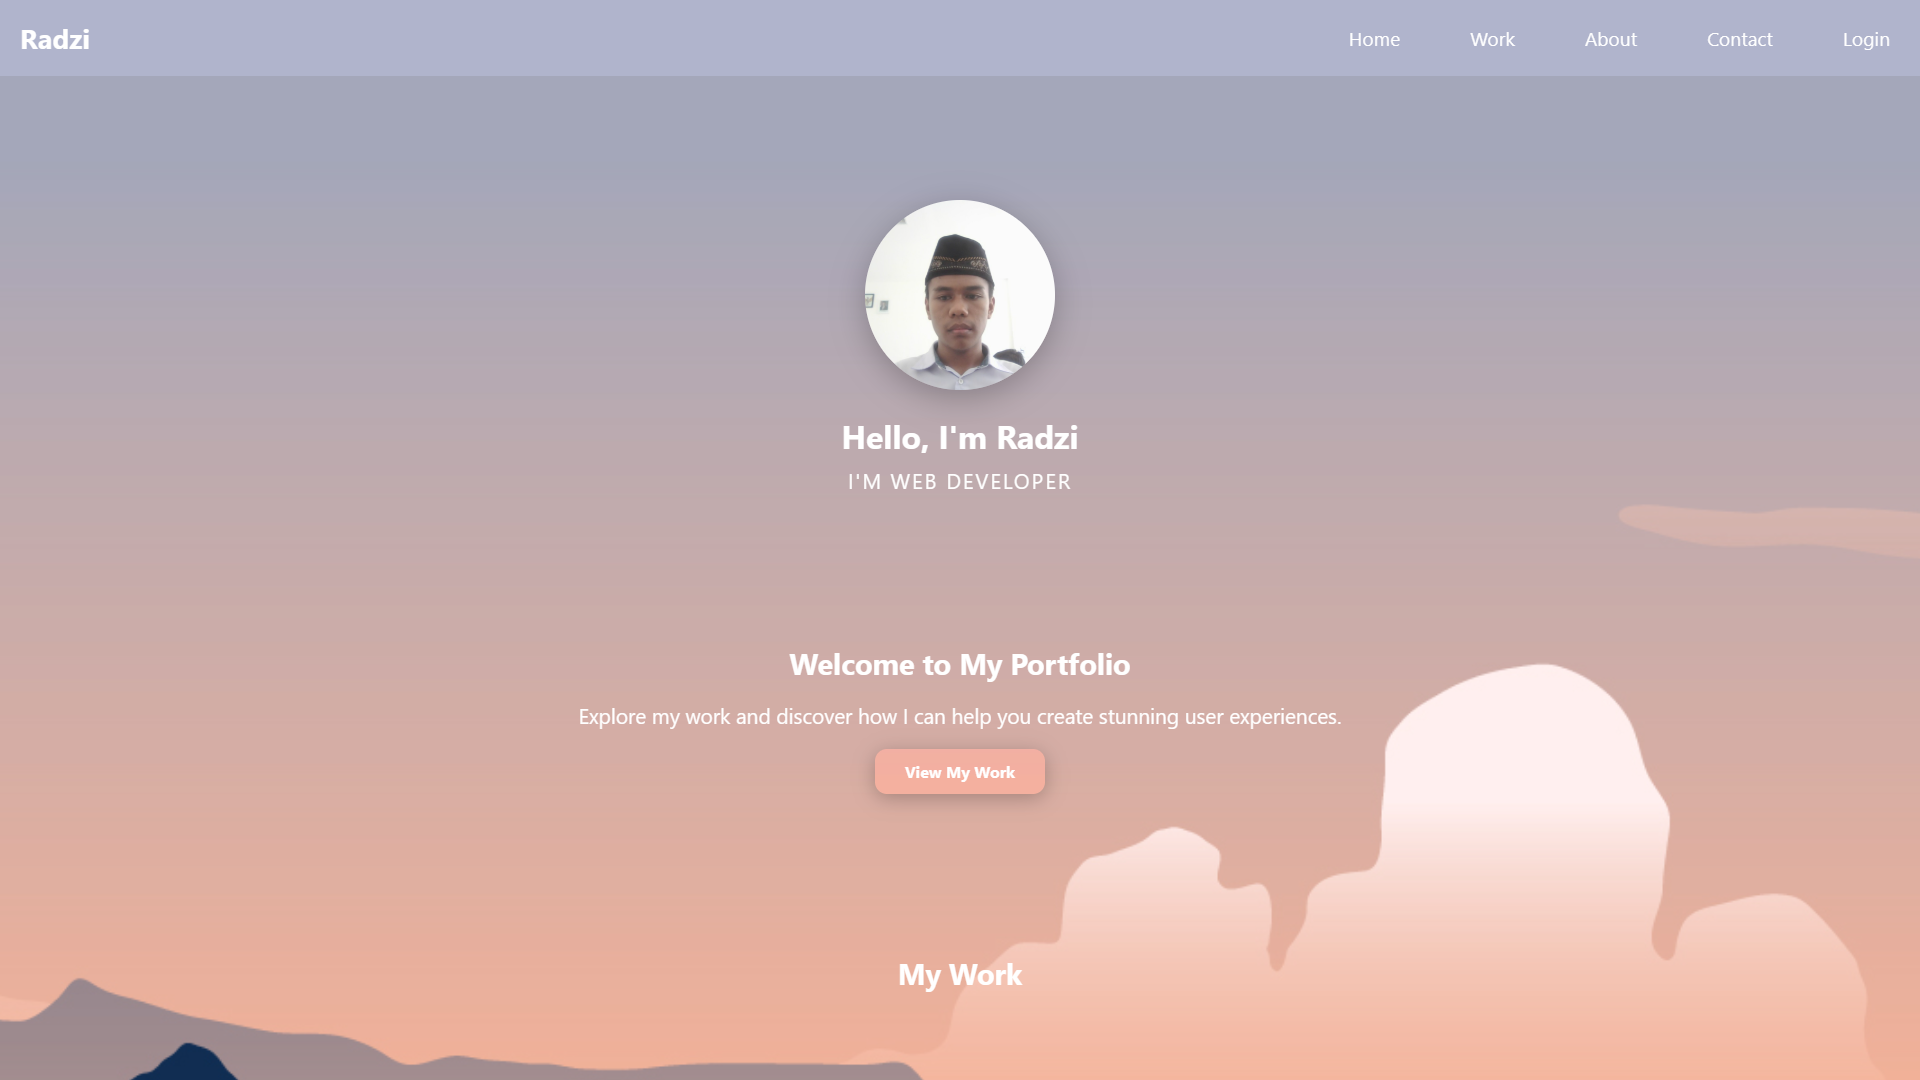 Radzi
Home
Work
About
Contact
Login
Hello, I'm Radzi
I'M WEB DEVELOPER
Welcome to My Portfolio
Explore my work and discover how I can help you create stunning user experiences.
View My Work
My Work